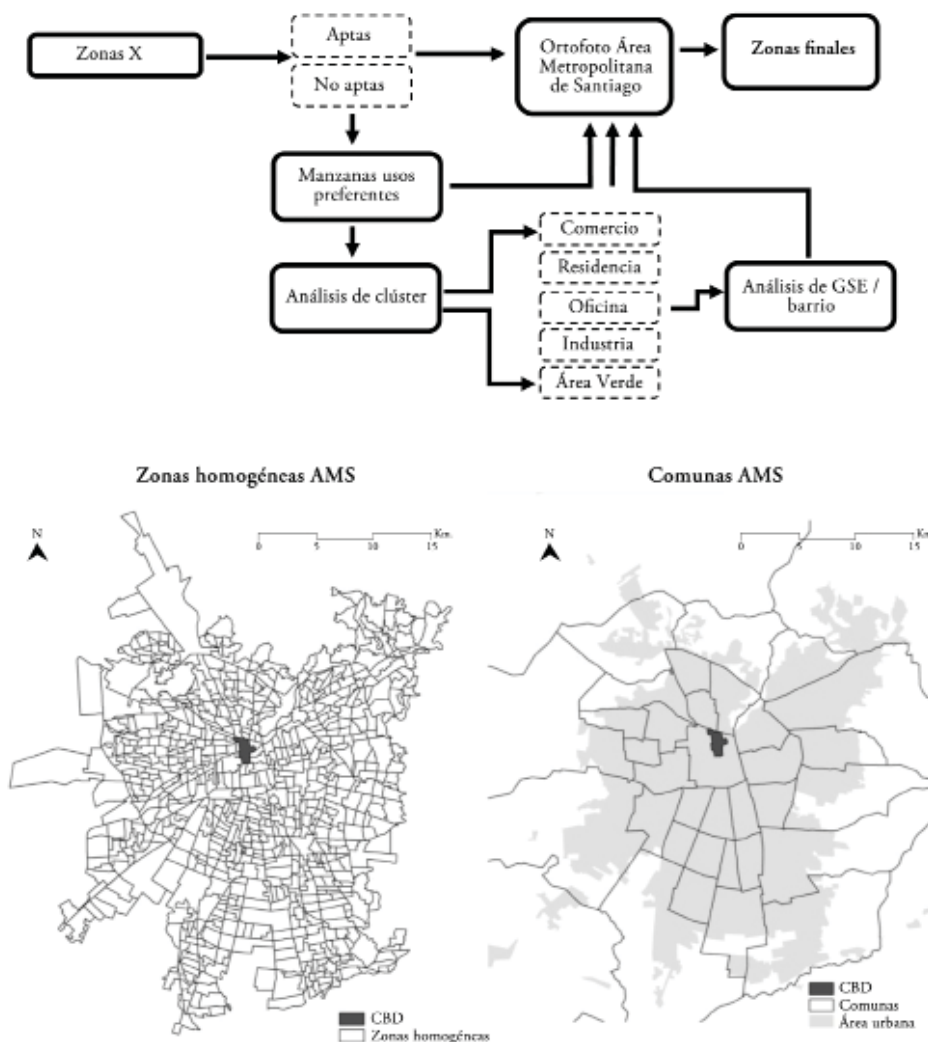 Zonas X
Aptas
No aptas
Ortofoto Área
Metropolitana
de Santiago
Zonas finales
Manzanas usos
preferentes
Análisis de clúster
Comercio
Residencia
Oficina
Industria
Área Verde
Análisis de GSE /
barrio
Zonas homogéneas AMS
N
Km.
0 5 10 15
CBD
Zonas homogéneas
Comunas AMS
N
Km.
0 5 10 15
CBD
Comunas
Área urbana